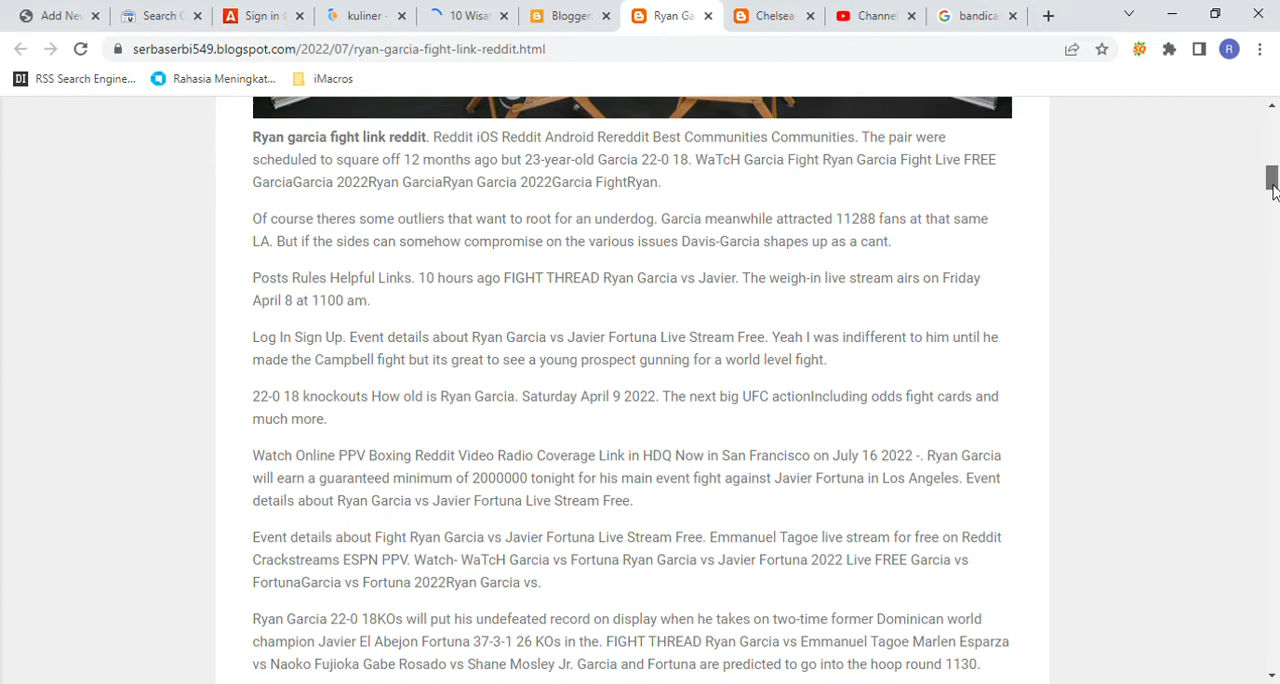 Add Ne
Search C
Sign in
kuliner -
10 Wisa
Blogger
Ryan Ga
Chelsea
Channel
bandica
serbaserbi549.blogspot.com/2022/07/ryan-garcia-fight-link-reddit.html
R
DI RSS Search Engine...
Rahasia Meningkat...
iMacros
Ryan garcia fight link reddit. Reddit iOS Reddit Android Rereddit Best Communities Communities. The pair were
scheduled to square off 12 months ago but 23-year-old Garcia 22-0 18. WaTcH Garcia Fight Ryan Garcia Fight Live FREE
GarciaGarcia 2022Ryan GarciaRyan Garcia 2022Garcia FightRyan.
Of course theres some outliers that want to root for an underdog. Garcia meanwhile attracted 11288 fans at that same
LA. But if the sides can somehow compromise on the various issues Davis-Garcia shapes up as a cant.
Posts Rules Helpful Links. 10 hours ago FIGHT THREAD Ryan Garcia vs Javier. The weigh-in live stream airs on Friday
April 8 at 1100 am.
Log In Sign Up. Event details about Ryan Garcia vs Javier Fortuna Live Stream Free. Yeah I was indifferent to him until he
made the Campbell fight but its great to see a young prospect gunning for a world level fight.
22-0 18 knockouts How old is Ryan Garcia. Saturday April 9 2022. The next big UFC actionIncluding odds fight cards and
much more.
Watch Online PPV Boxing Reddit Video Radio Coverage Link in HDQ Now in San Francisco on July 16 2022 -. Ryan Garcia
will earn a guaranteed minimum of 2000000 tonight for his main event fight against Javier Fortuna in Los Angeles. Event
details about Ryan Garcia vs Javier Fortuna Live Stream Free.
Event details about Fight Ryan Garcia vs Javier Fortuna Live Stream Free. Emmanuel Tagoe live stream for free on Reddit
Crackstreams ESPN PPV. Watch- WaTcH Garcia vs Fortuna Ryan Garcia vs Javier Fortuna 2022 Live FREE Garcia vs
FortunaGarcia vs Fortuna 2022Ryan Garcia vs.
Ryan Garcia 22-0 18KOs will put his undefeated record on display when he takes on two-time former Dominican world
champion Javier El Abejon Fortuna 37-3-1 26 KOs in the. FIGHT THREAD Ryan Garcia vs Emmanuel Tagoe Marlen Esparza
vs Naoko Fujioka Gabe Rosado vs Shane Mosley Jr. Garcia and Fortuna are predicted to go into the hoop round 1130.